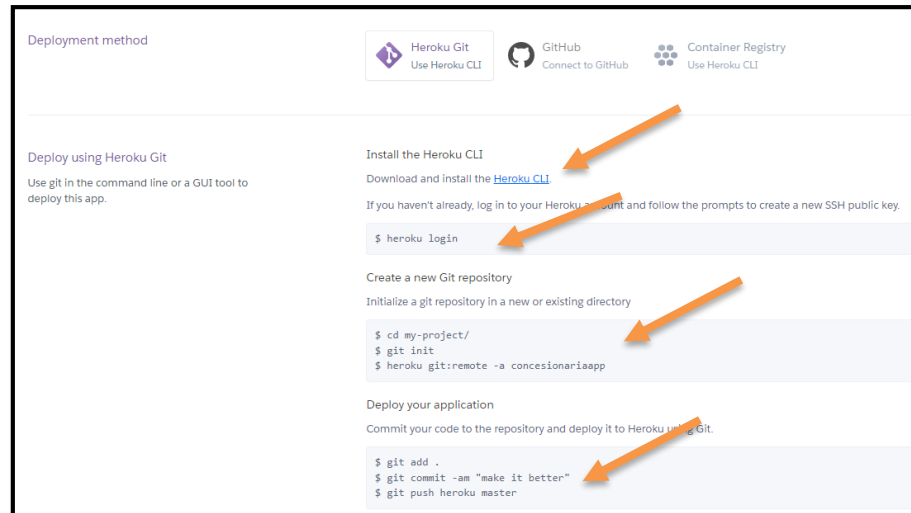 Deployment method
Heroku Git
Use Heroku CLI
GitHub
Connect to GitHub
Container Registry
Use Heroku CLI
Deploy using Heroku Git
Use git in the command line or a GUI tool to
deploy this app.
Install the Heroku CLI
Download and install the Heroku CLI.
If you haven't already, log in to your Heroku account and follow the prompts to create a new SSH public key.
$ heroku login
Create a new Git repository
Initialize a git repository in a new or existing directory
$ cd my-project/
$ git init
$ heroku git:remote -a concesionariaapp
Deploy your application
Commit your code to the repository and deploy it to Heroku using Git.
$ git add .
$ git commit -am "make it better"
$ git push heroku master